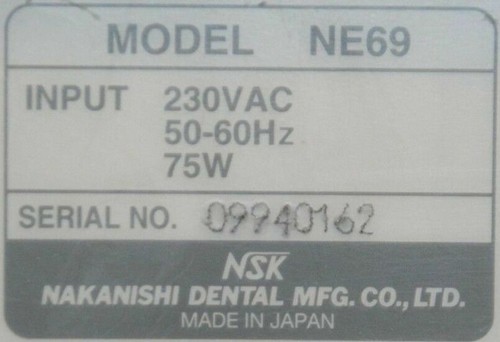 MODEL NE69
INPUT 230VAC
50-60Hz
75W
SERIAL NO. 09940162
NSK
NAKANISHI DENTAL MFG. CO., LTD.
MADE IN JAPAN